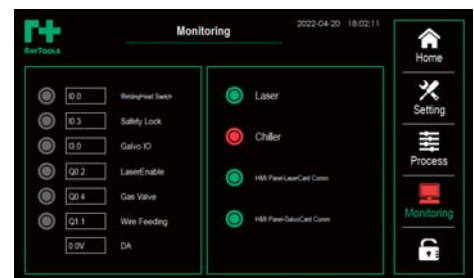 RAYTOOLS
Monitoring
2022-04-20 18:02:11
I0.0 WeldingHead Switch
I0.3 Safety Lock
I3.0 Galvo IO
Q0.2 LaserEnable
Q0.4 Gas Valve
Q1.1 Wire Feeding
0.0V DA
Laser
Chiller
HMI Panel-LaserCard Comm
HMI Panel-GalvoCard Comm
Home
Setting
Process
Monitoring